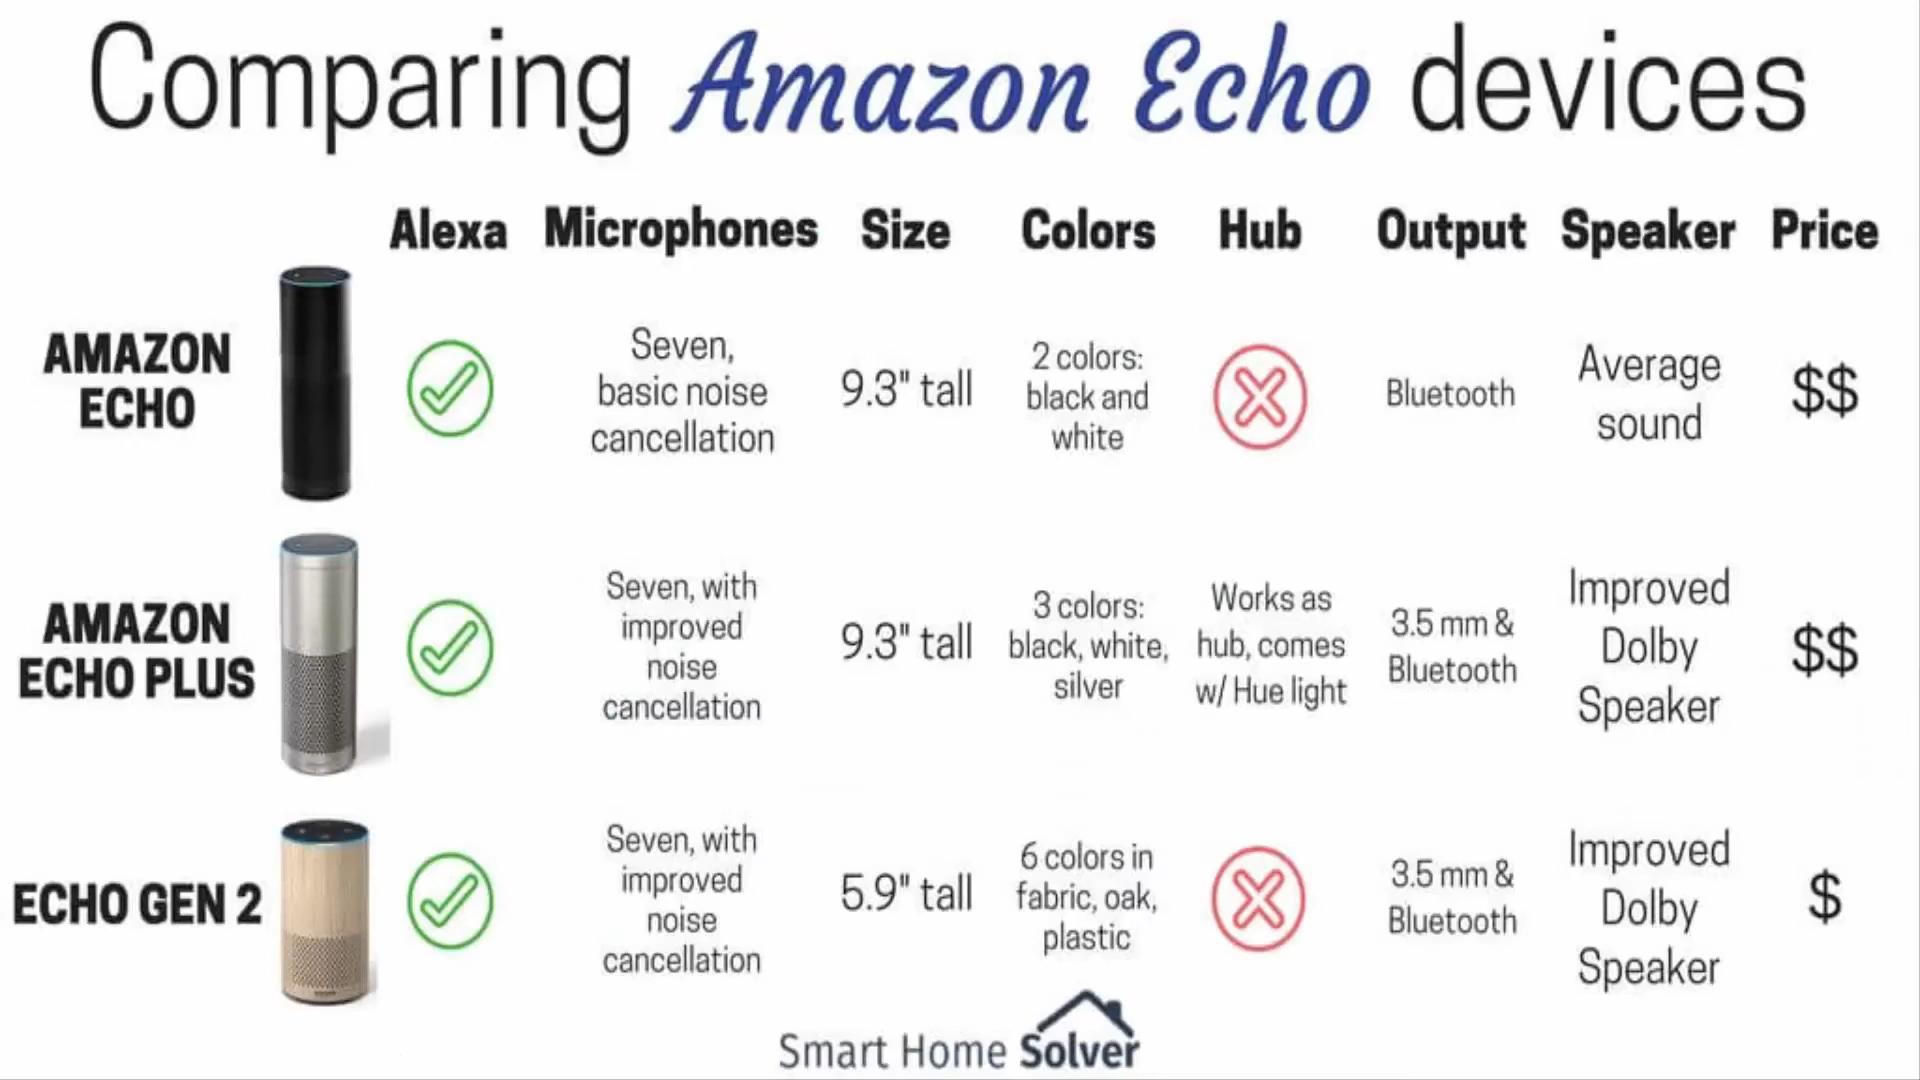 Comparing Amazon Echo devices
Alexa Microphones Size Colors Hub Output Speaker Price
AMAZON
ECHO
Seven,
basic noise
cancellation
9.3" tall
2 colors:
black and
white
Bluetooth
Average
sound
$$
AMAZON
ECHO PLUS
Seven, with
improved
noise
cancellation
9.3" tall
3 colors:
black, white,
silver
Works as
hub, comes
w/ Hue light
3.5 mm &
Bluetooth
Improved
Dolby
Speaker
$$
ECHO GEN 2
Seven, with
improved
noise
cancellation
5.9" tall
6 colors in
fabric, oak,
plastic
3.5 mm &
Bluetooth
Improved
Dolby
Speaker
$
Smart Home Solver